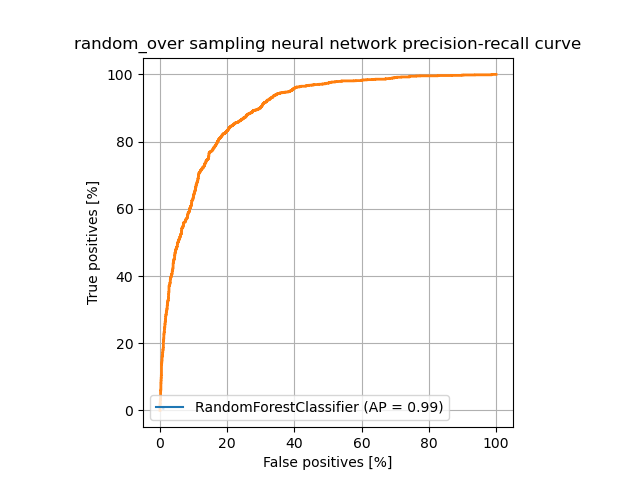 random_over sampling neural network precision-recall curve
True positives [%]
100
80
60
40
20
0
RandomForestClassifier (AP = 0.99)
0 20 40 60 80 100
False positives [%]